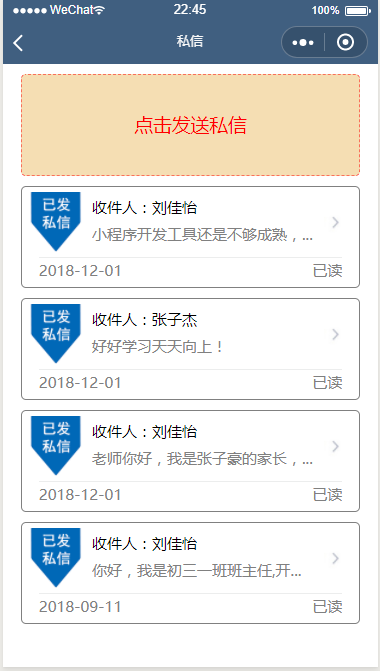 ●●●●● WeChat 22:45 100%
私信
点击发送私信
已发
私信
收件人：刘佳怡
小程序开发工具还是不够成熟，...
2018-12-01 已读
已发
私信
收件人：张子杰
好好学习天天向上！
2018-12-01 已读
已发
私信
收件人：刘佳怡
老师你好，我是张子豪的家长，...
2018-12-01 已读
已发
私信
收件人：刘佳怡
你好，我是初三一班班主任,开...
2018-09-11 已读